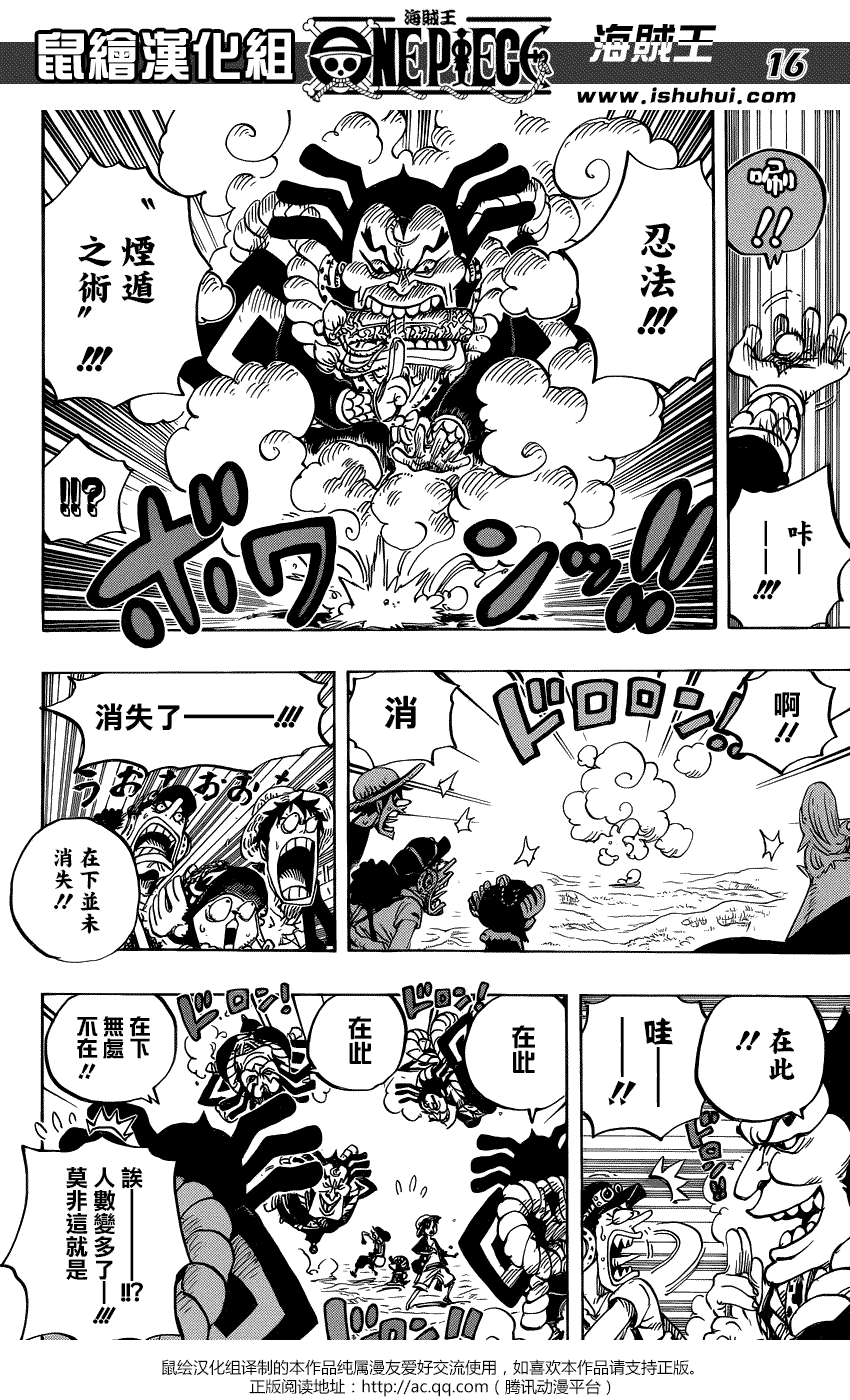 鼠繪漢化組
海賊王
ONE PIECE
海賊王
16
www.ishuhui.com
唰
!!
咔
——
!!!
忍法
!!!
〝煙遁
之術〞
!!!
!!?
ボワンッ!!
啊
!!
ドロロン!
消
消失了———!!!
うおおおお
在下並未
消失!!
在此
!!
哇
——
!!
ドロン!!
在此
ドロン!
在此
ドロン!
在下
無處
不在!!
誒——!!?
人數變多了—!!!
莫非這就是
ドロロン!!
鼠绘汉化组译制的本作品纯属漫友爱好交流使用，如喜欢本作品请支持正版。
正版阅读地址：http://ac.qq.com（腾讯动漫平台）